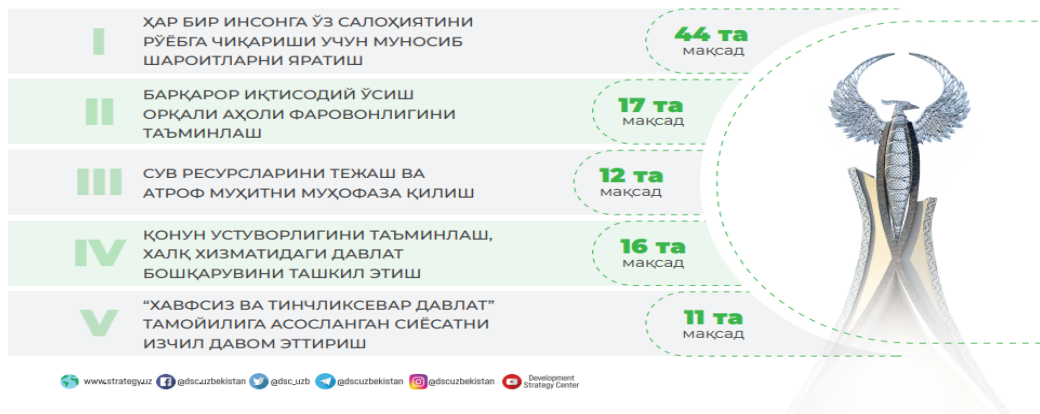 I
ҲАР БИР ИНСОНГА ЎЗ САЛОҲИЯТИНИ
РЎЁБГА ЧИҚАРИШИ УЧУН МУНОСИБ
ШАРОИТЛАРНИ ЯРАТИШ
44 та
мақсад
II
БАРҚАРОР ИҚТИСОДИЙ ЎСИШ
ОРҚАЛИ АҲОЛИ ФАРОВОНЛИГИНИ
ТАЪМИНЛАШ
17 та
мақсад
III
СУВ РЕСУРСЛАРИНИ ТЕЖАШ ВА
АТРОФ МУҲИТНИ МУҲОФАЗА ҚИЛИШ
12 та
мақсад
IV
ҚОНУН УСТУВОРЛИГИНИ ТАЪМИНЛАШ,
ХАЛҚ ХИЗМАТИДАГИ ДАВЛАТ
БОШҚАРУВИНИ ТАШКИЛ ЭТИШ
16 та
мақсад
V
“ХАВФСИЗ ВА ТИНЧЛИКСЕВАР ДАВЛАТ”
ТАМОЙИЛИГА АСОСЛАНГАН СИЁСАТНИ
ИЗЧИЛ ДАВОМ ЭТТИРИШ
11 та
мақсад
www.strategy.uz @dscuzbekistan @dsc_uzb @dscuzbekistan @dscuzbekistan Development
Strategy Center